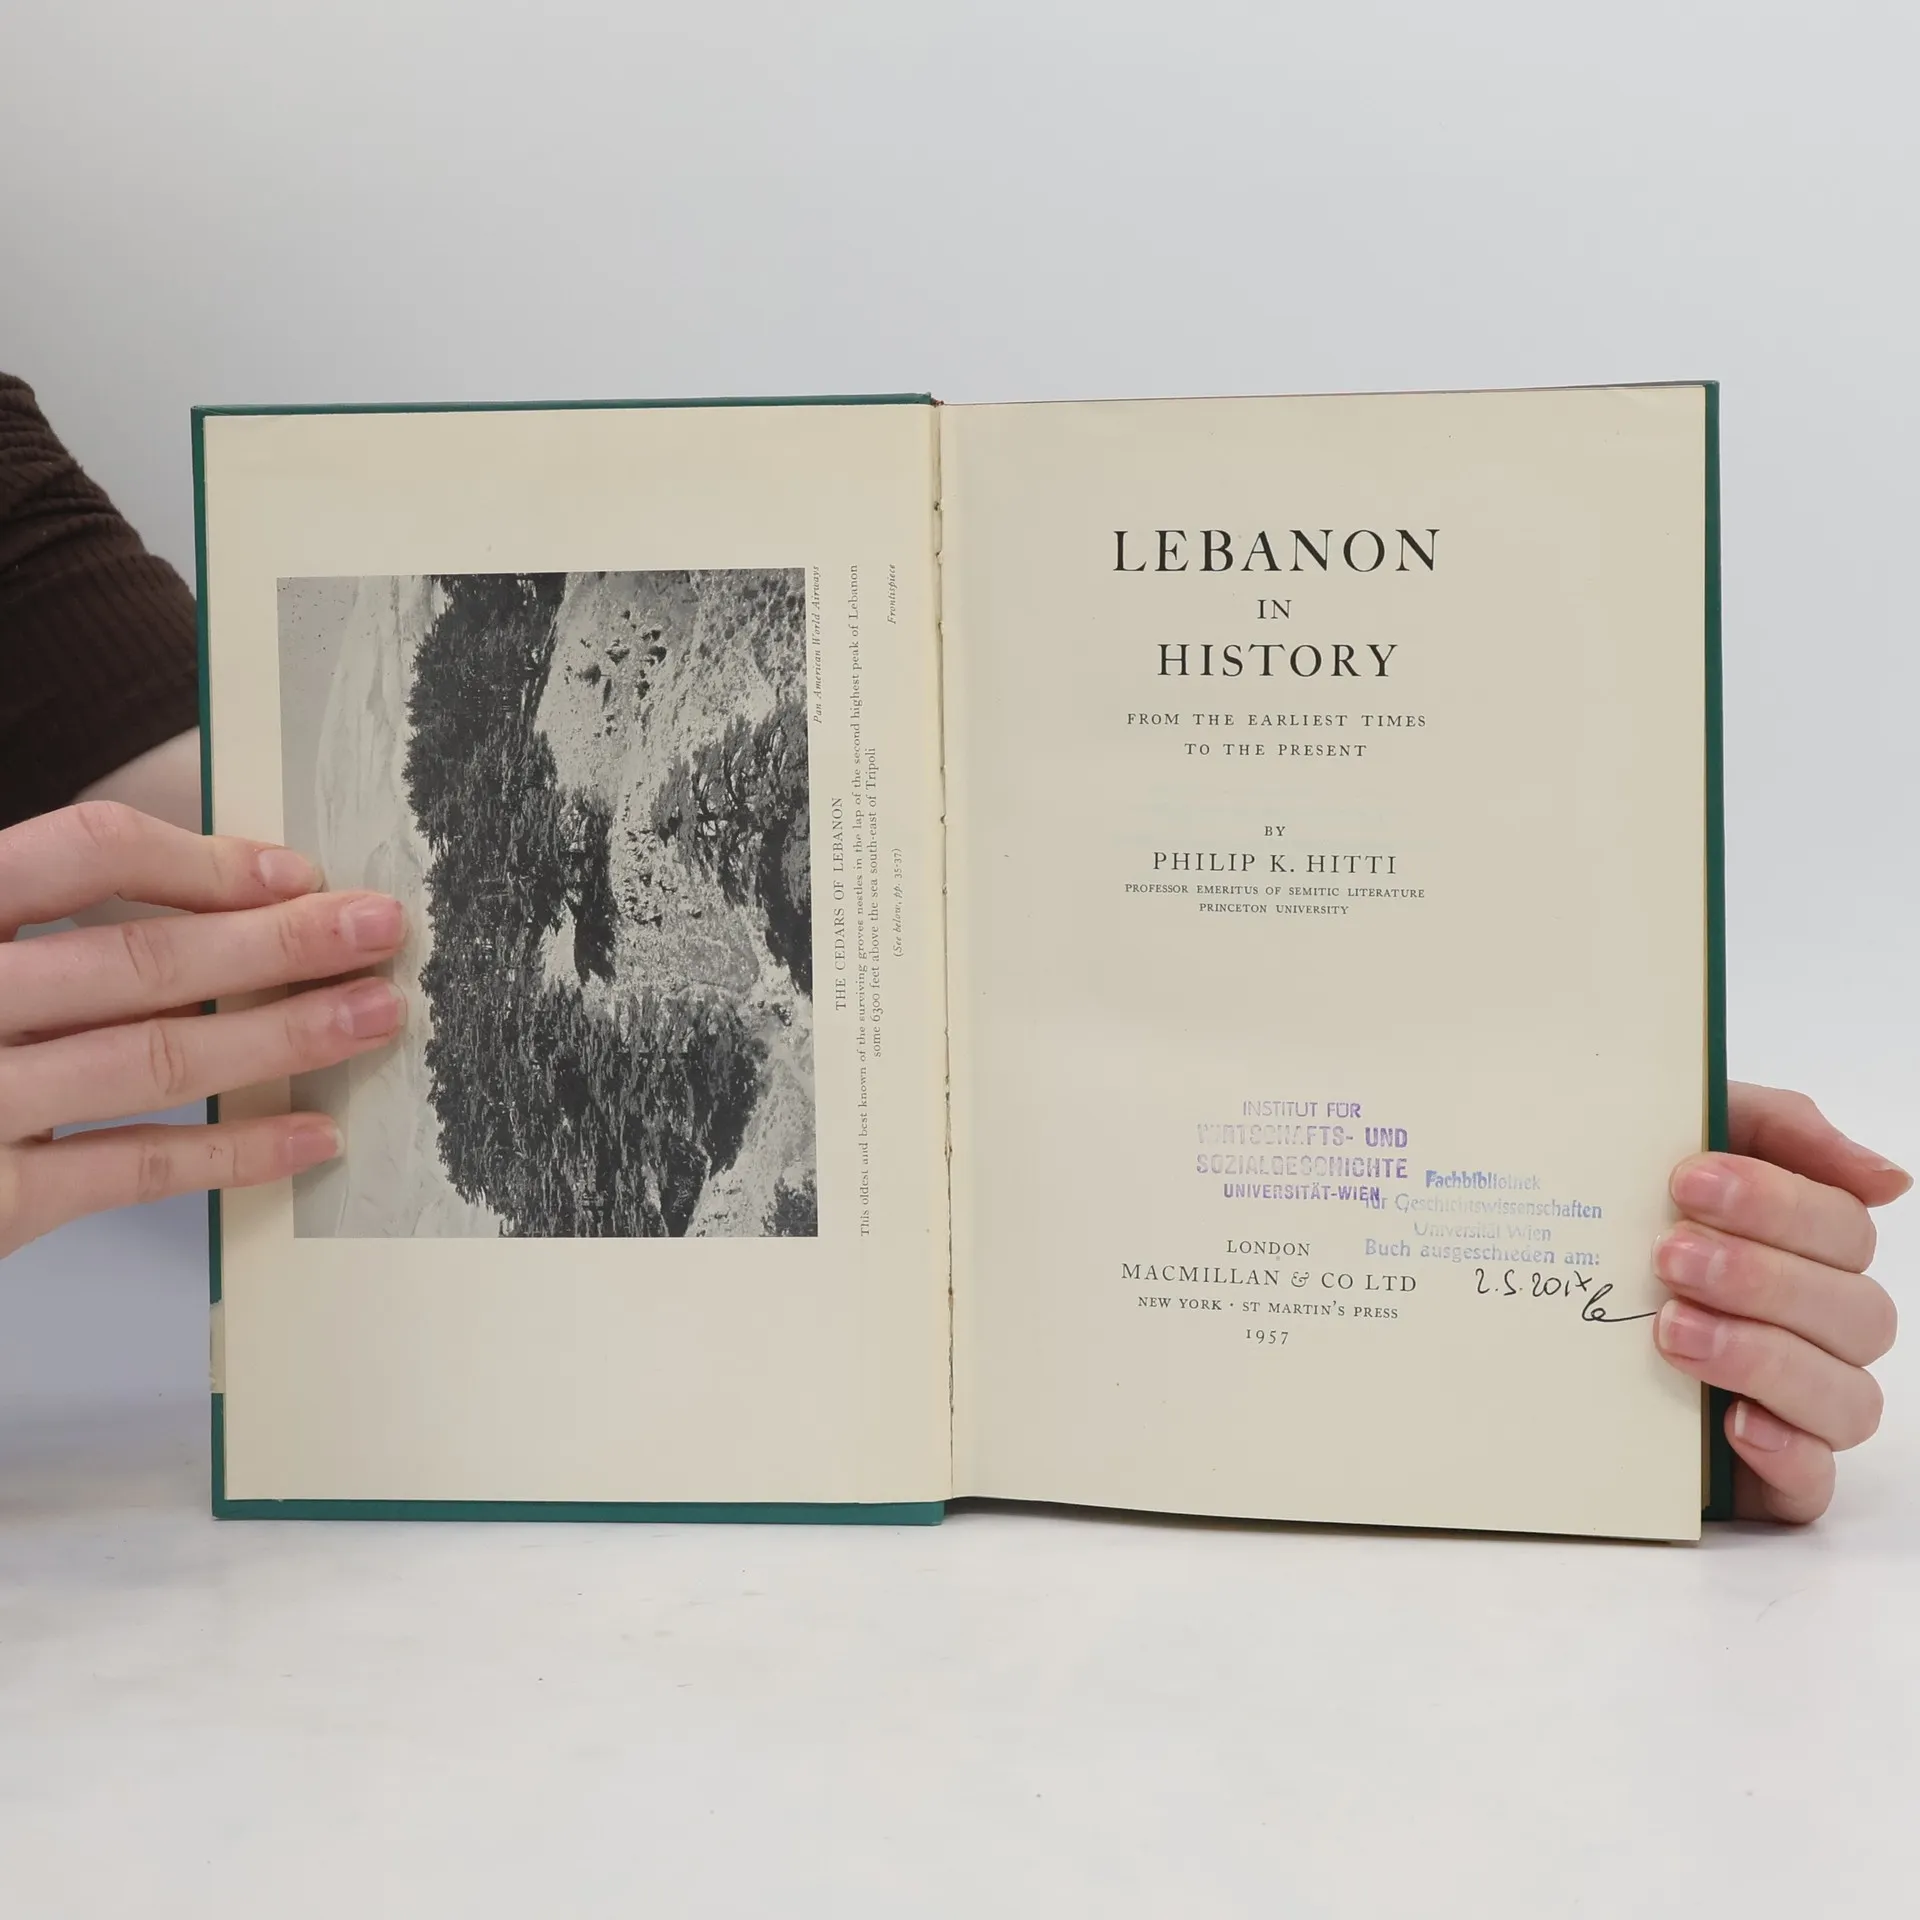 Pan American World Airways
THE CEDARS OF LEBANON
This oldest and best known of the surviving groves nestles in the lap of the second highest peak of Lebanon
some 6300 feet above the sea south-east of Tripoli
(See below, pp. 35-37)
Frontispiece
LEBANON
IN
HISTORY
FROM THE EARLIEST TIMES
TO THE PRESENT
BY
PHILIP K. HITTI
PROFESSOR EMERITUS OF SEMITIC LITERATURE
PRINCETON UNIVERSITY
INSTITUT FÜR
WIRTSCHAFTS- UND
SOZIALGESCHICHTE
UNIVERSITÄT-WIEN
Fachbibliothek
für Geschichtswissenschaften
Universität Wien
Buch ausgeschieden am:
2.5.2017
LONDON
MACMILLAN & CO LTD
NEW YORK · ST MARTIN'S PRESS
1957